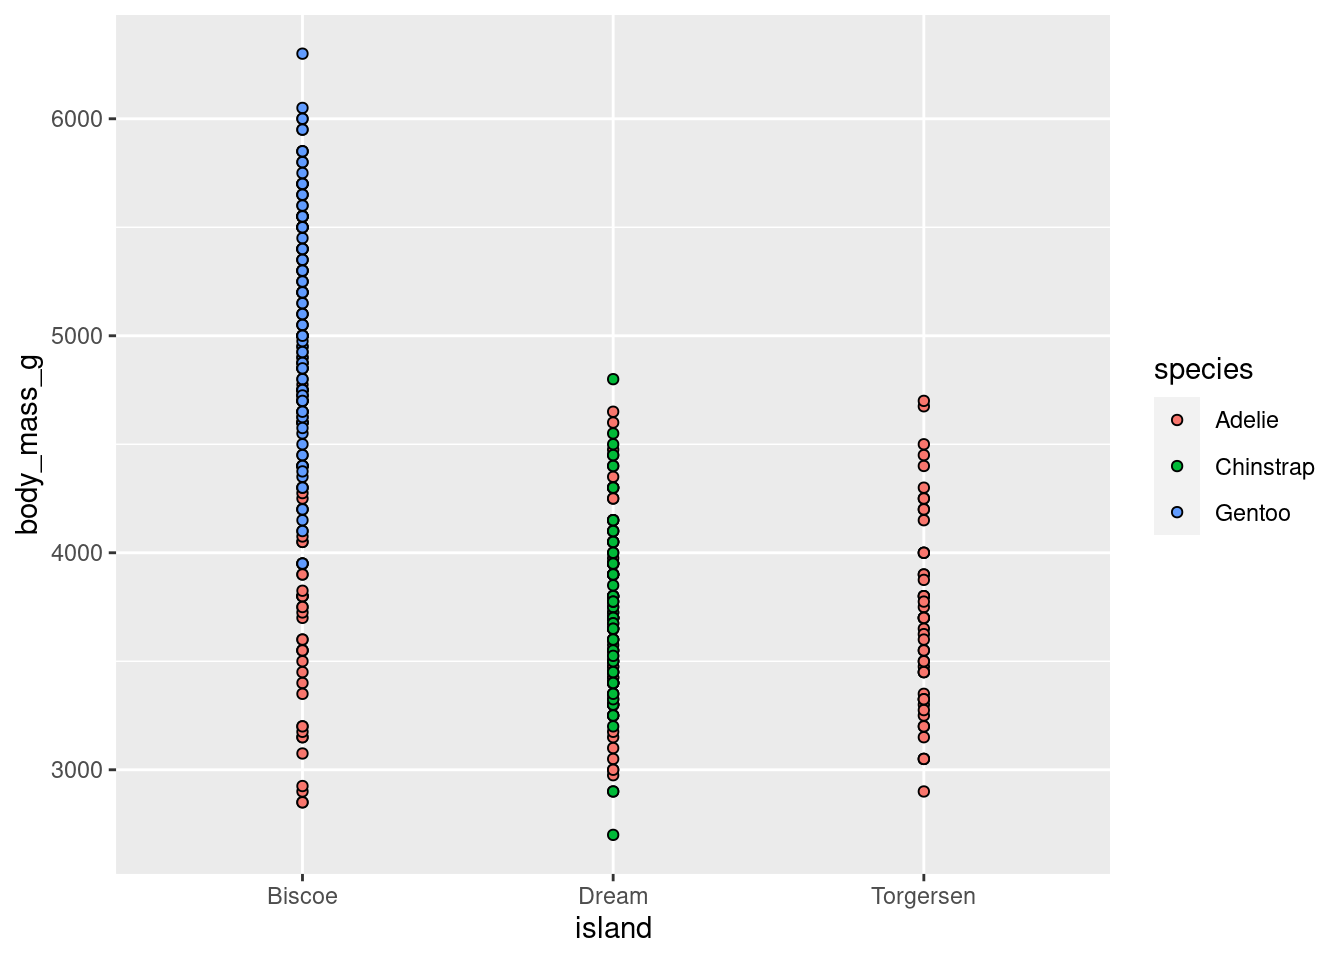 body_mass_g
6000
5000
4000
3000
Biscoe
Dream
Torgersen
island
species
Adelie
Chinstrap
Gentoo